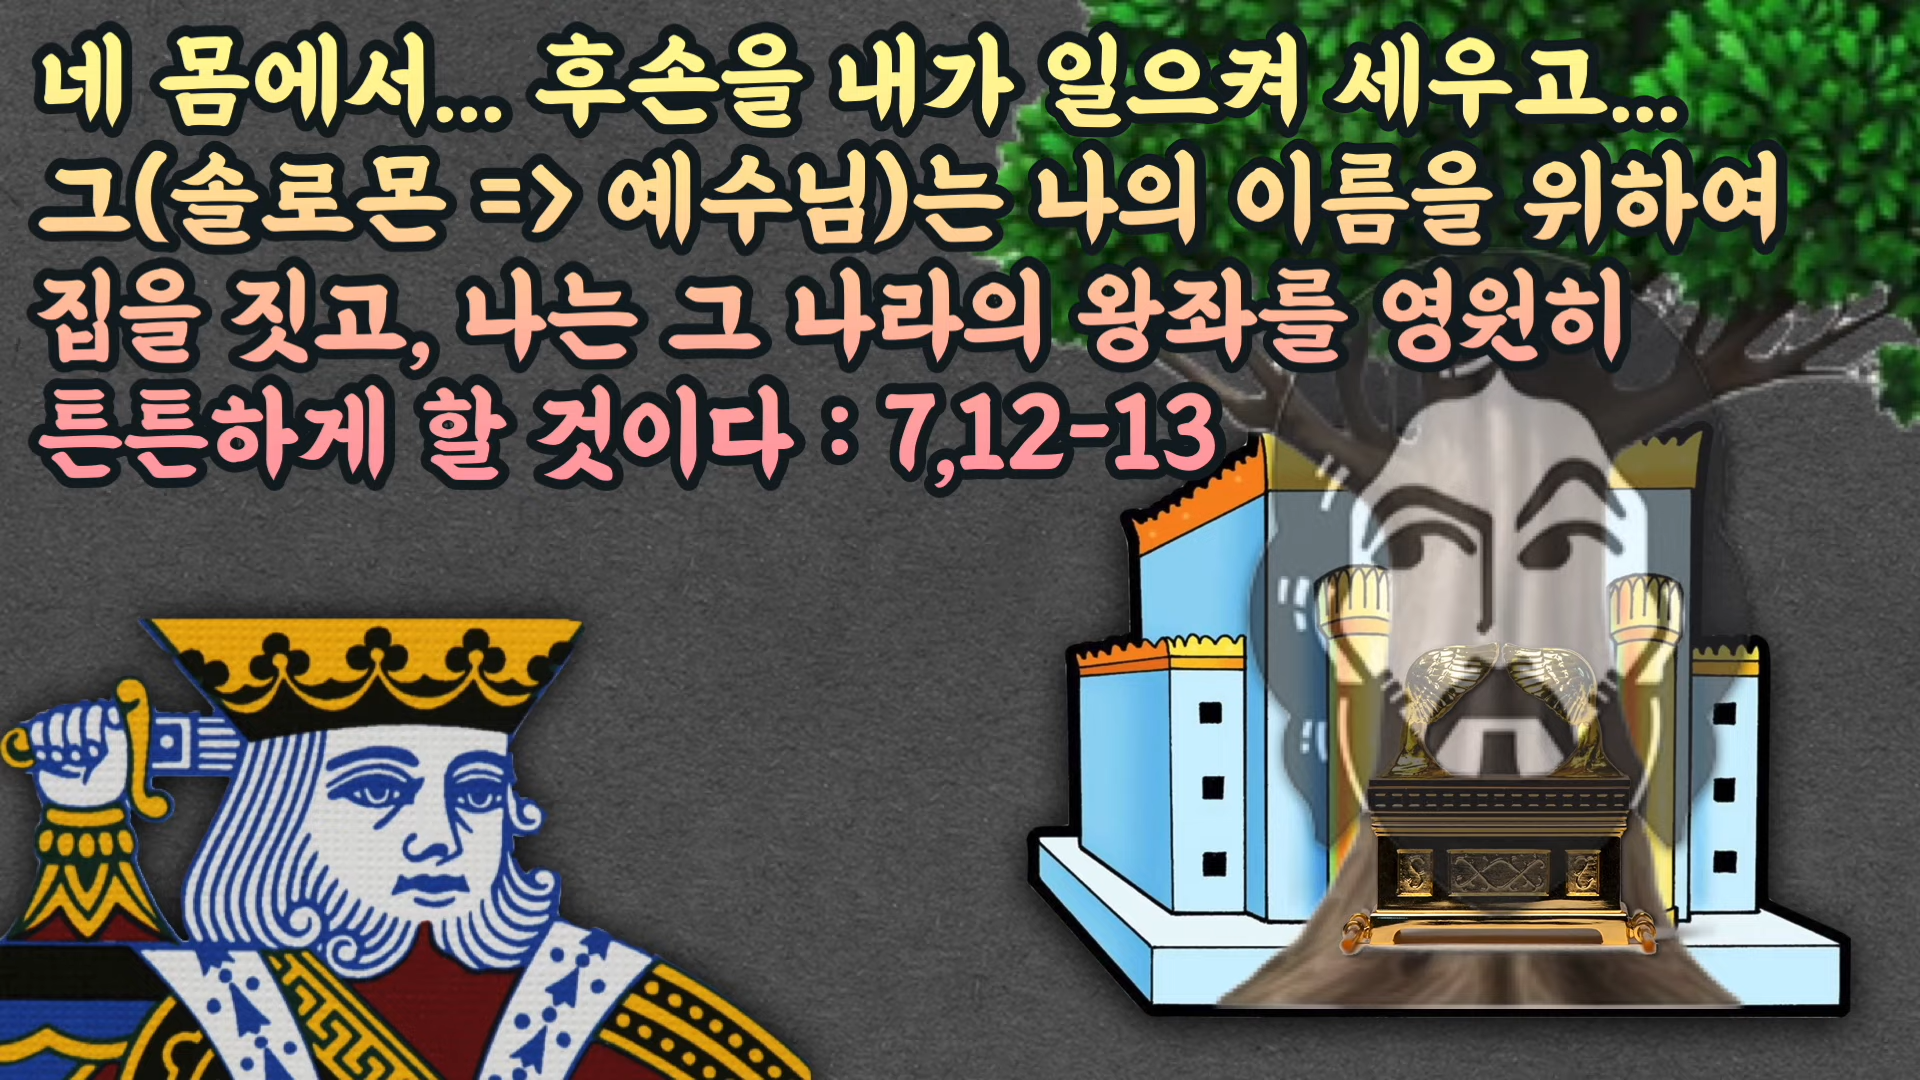 네 몸에서... 후손을 내가 일으켜 세우고...
그(솔로몬 => 예수님)는 나의 이름을 위하여
집을 짓고, 나는 그 나라의 왕좌를 영원히
튼튼하게 할 것이다 : 7,12-13